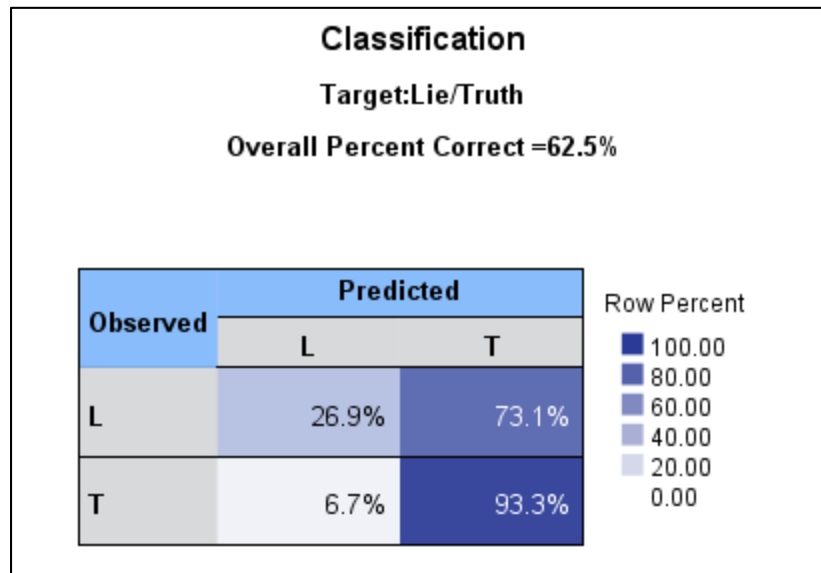 Classification
Target:Lie/Truth
Overall Percent Correct =62.5%
Observed
Predicted
L T
L 26.9% 73.1%
T 6.7% 93.3%
Row Percent
100.00
80.00
60.00
40.00
20.00
0.00